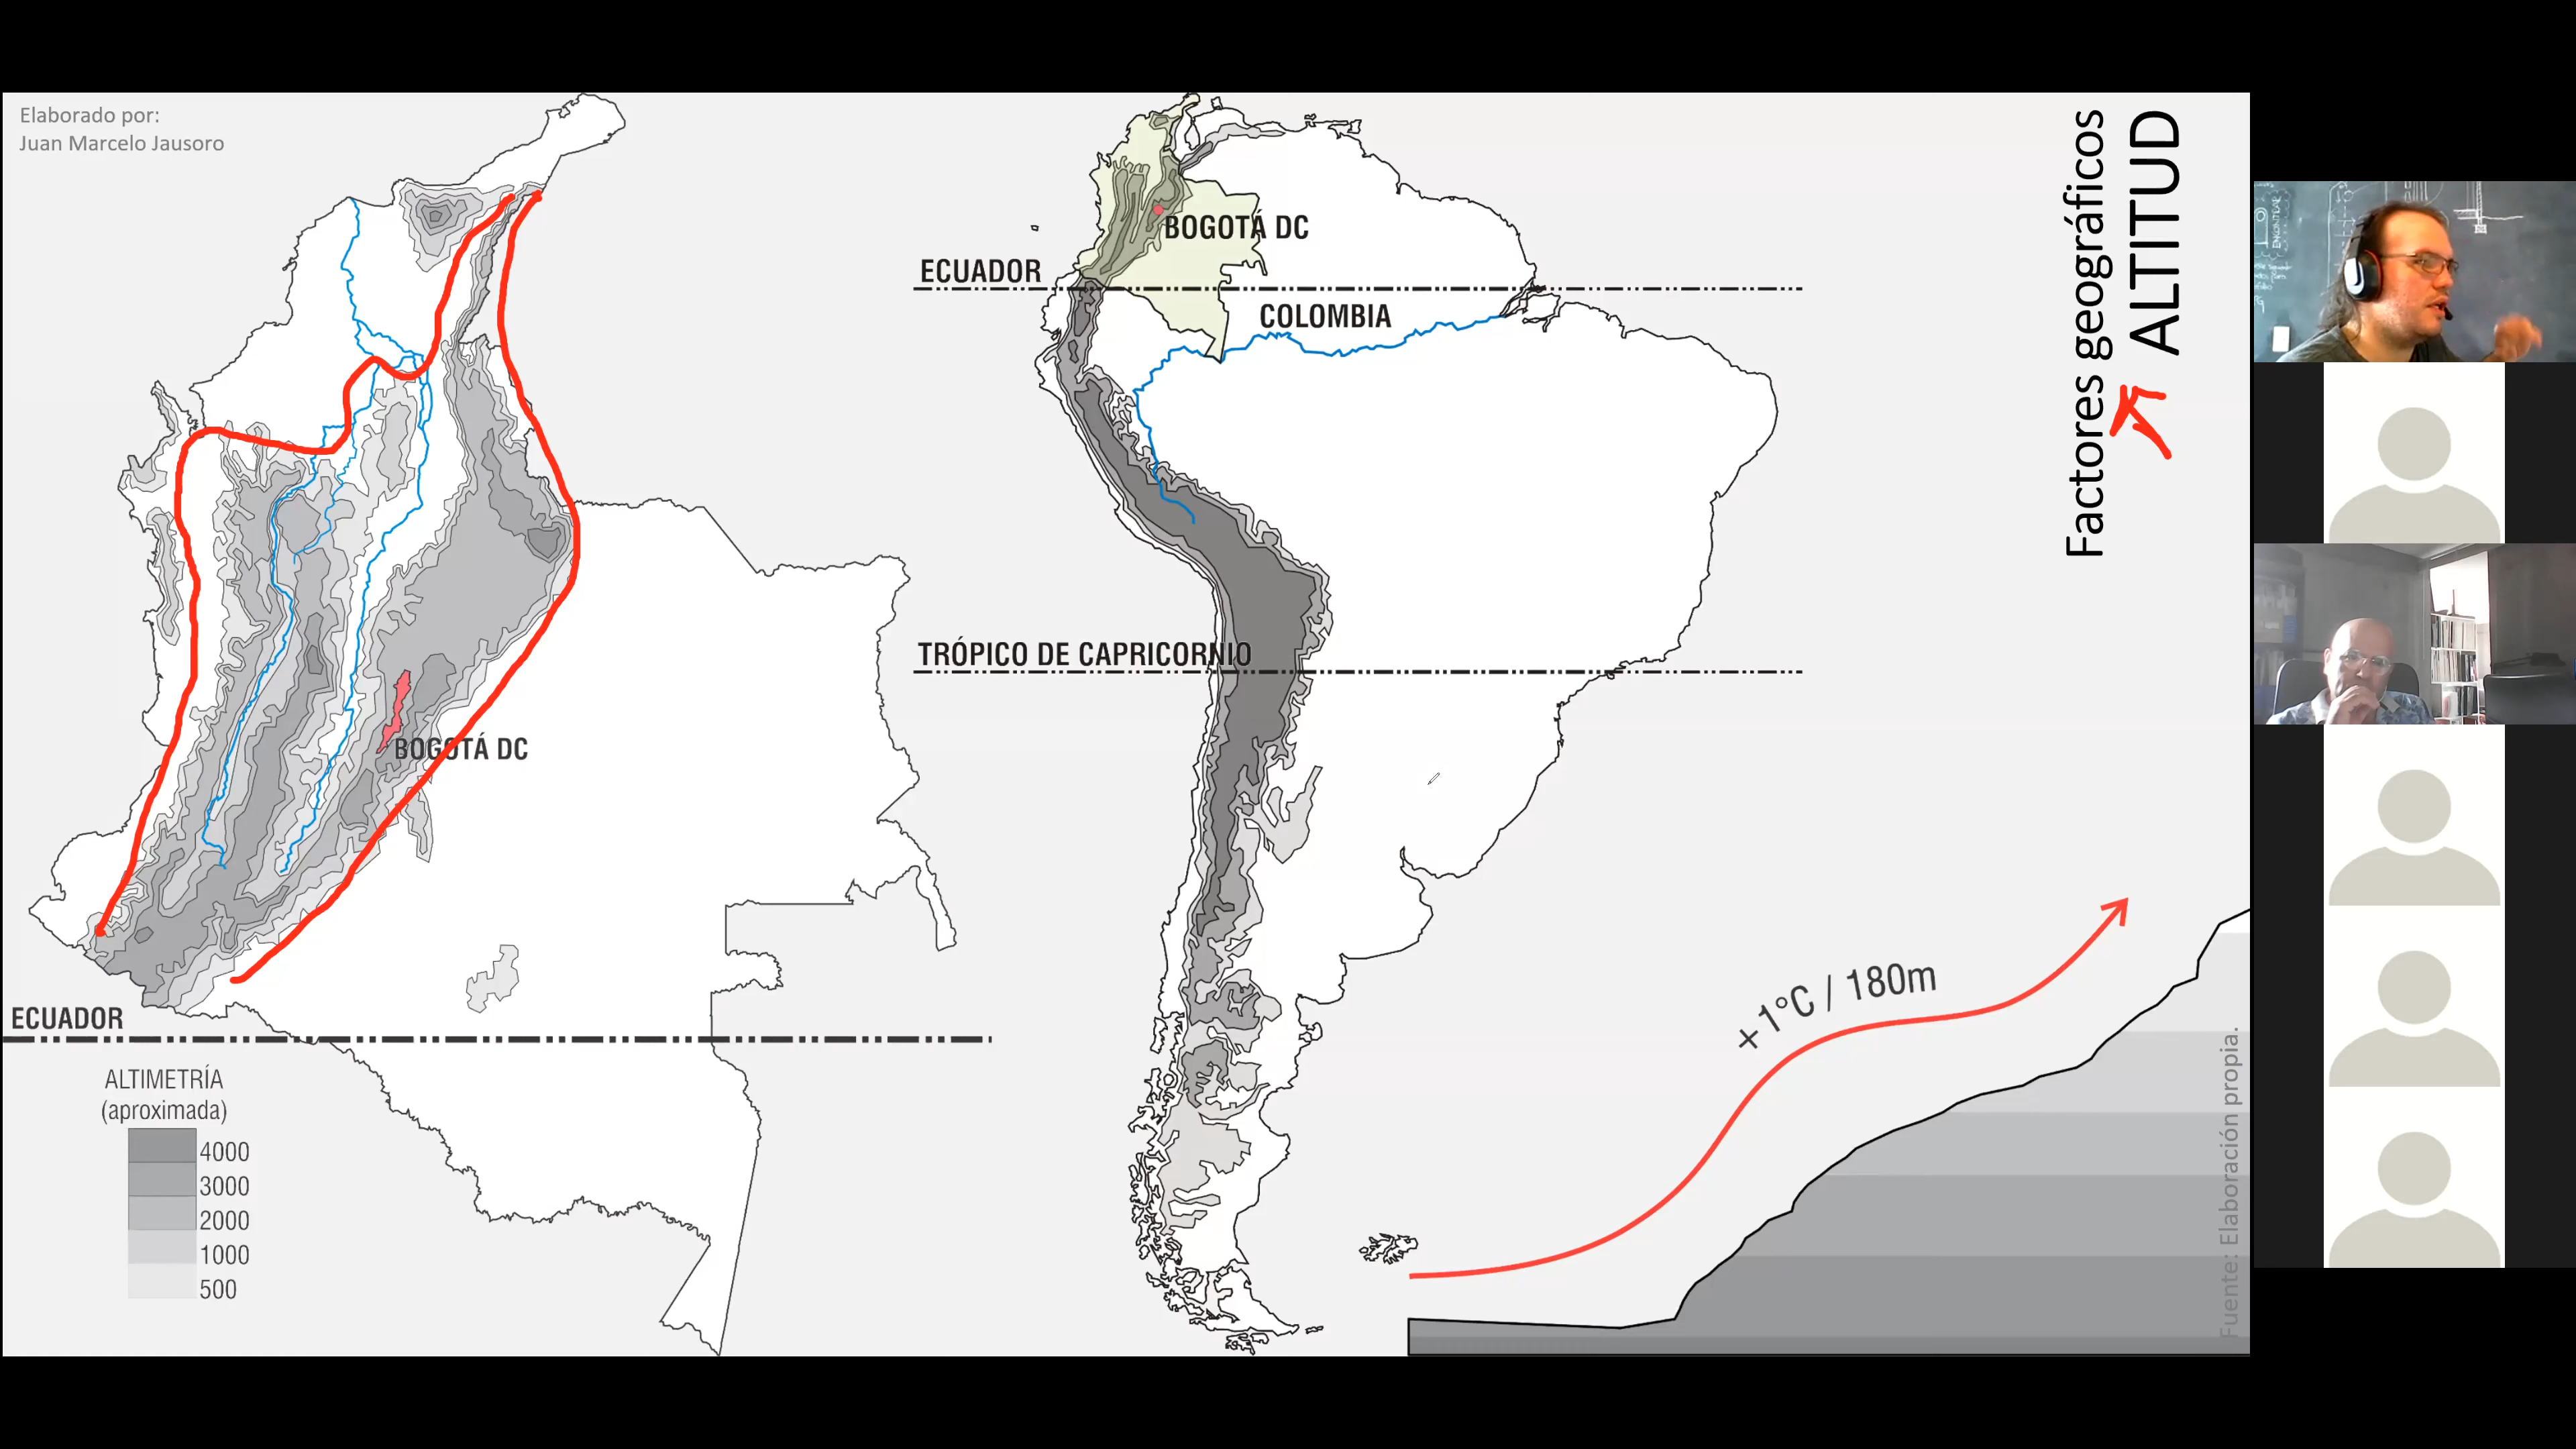 Elaborado por:
Juan Marcelo Jausoro
BOGOTÁ DC
ECUADOR
ALTIMETRÍA
(aproximada)
4000
3000
2000
1000
500
BOGOTÁ DC
ECUADOR
COLOMBIA
TRÓPICO DE CAPRICORNIO
+1°C / 180m
Factores geográficos
ALTITUD
Fuente: Elaboración propia.